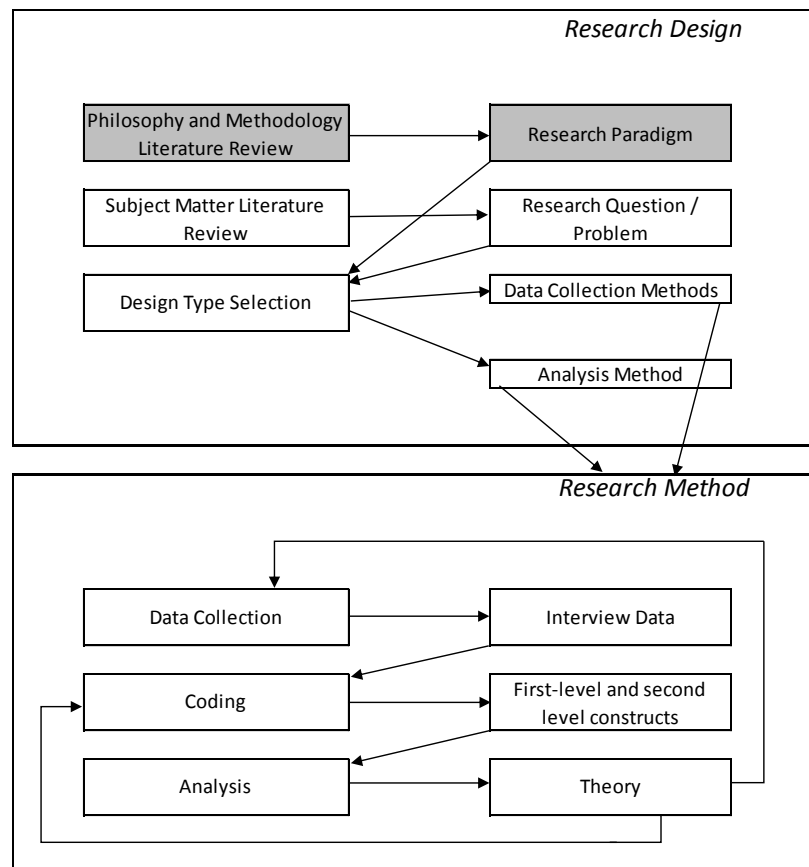 Research Design
Philosophy and Methodology
Literature Review
Research Paradigm
Subject Matter Literature
Review
Research Question /
Problem
Design Type Selection
Data Collection Methods
Analysis Method
Research Method
Data Collection
Interview Data
Coding
First-level and second
level constructs
Analysis
Theory